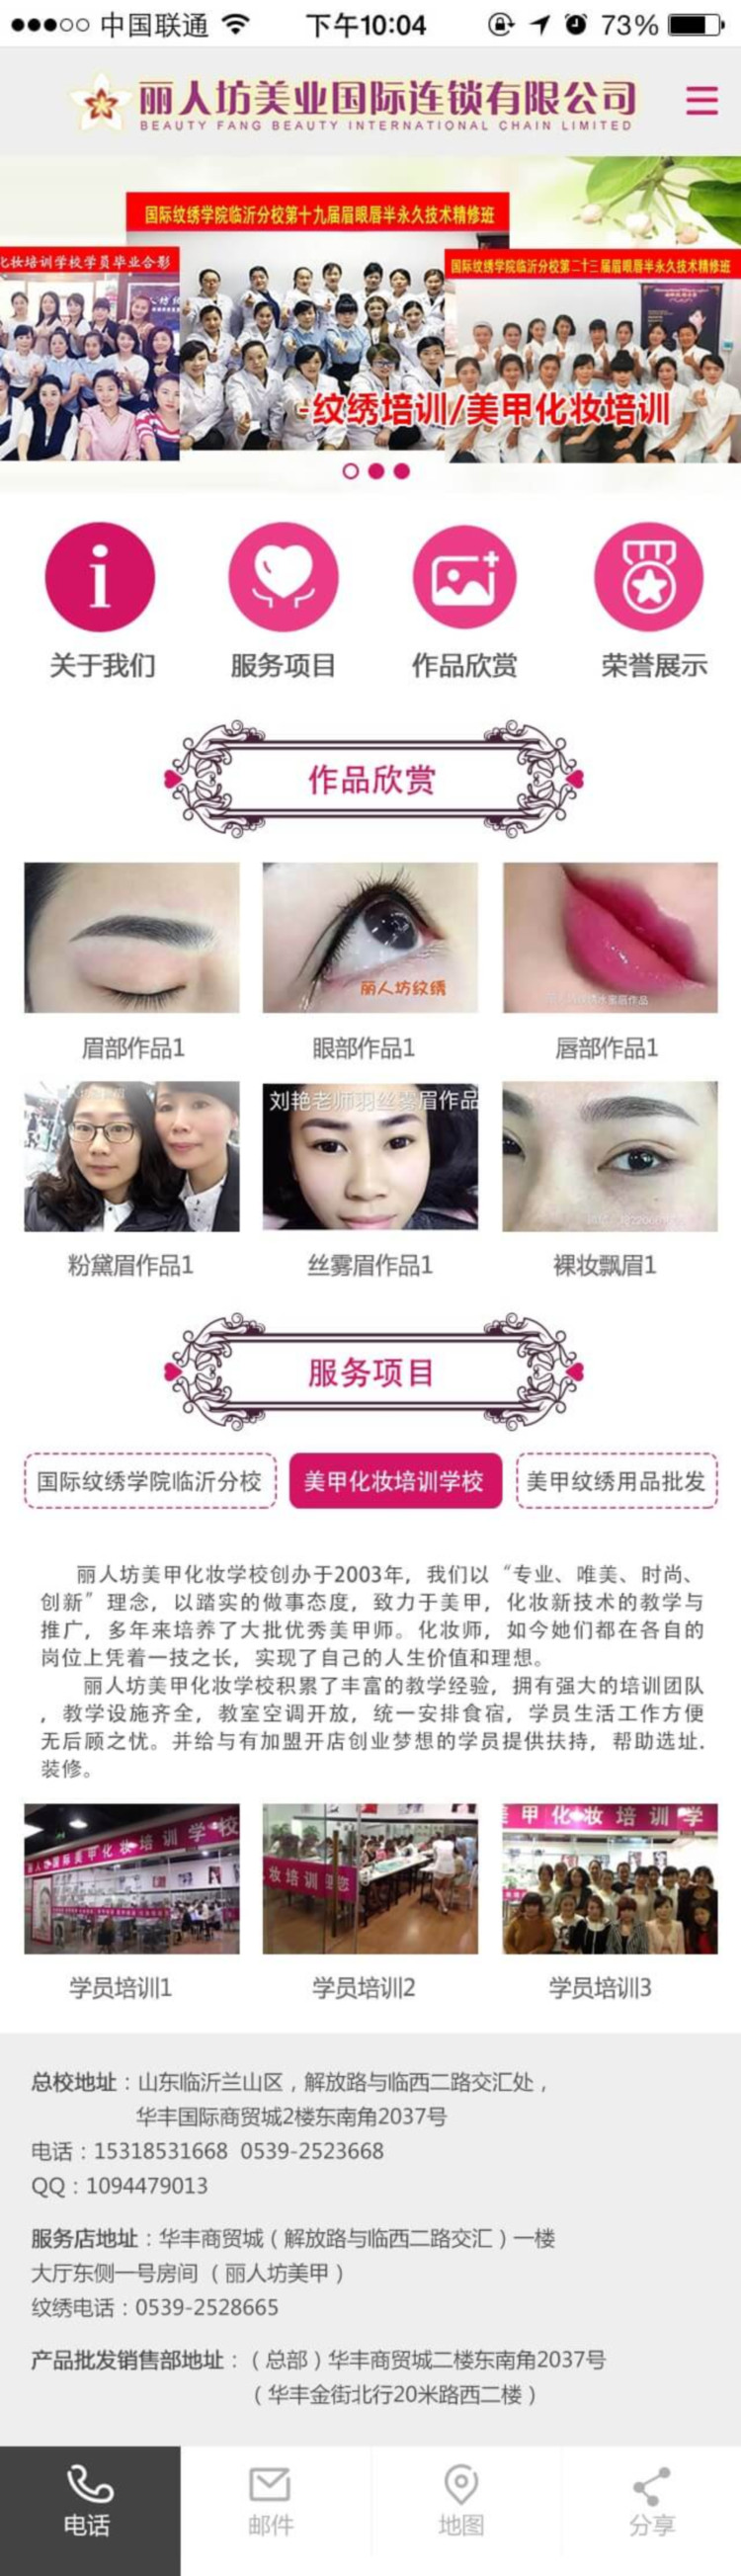 中国联通
下午10:04
73%
丽人坊美业国际连锁有限公司
BEAUTY FANG BEAUTY INTERNATIONAL CHAIN LIMITED
国际纹绣学院临沂分校第十九届眉眼唇半永久技术精修班
化妆培训学校学员毕业合影
国际纹绣学院临沂分校第二十三届眉眼唇半永久技术精修班
-纹绣培训/美甲化妆培训
关于我们
服务项目
作品欣赏
荣誉展示
作品欣赏
丽人坊纹绣
眉部作品1
眼部作品1
唇部作品1
刘艳老师羽丝雾眉作品
粉黛眉作品1
丝雾眉作品1
裸妆飘眉1
服务项目
国际纹绣学院临沂分校
美甲化妆培训学校
美甲纹绣用品批发
丽人坊美甲化妆学校创办于2003年，我们以“专业、唯美、时尚、
创新”理念，以踏实的做事态度，致力于美甲，化妆新技术的教学与
推广，多年来培养了大批优秀美甲师。化妆师，如今她们都在各自的
岗位上凭着一技之长，实现了自己的人生价值和理想。
丽人坊美甲化妆学校积累了丰富的教学经验，拥有强大的培训团队
，教学设施齐全，教室空调开放，统一安排食宿，学员生活工作方便
无后顾之忧。并给与有加盟开店创业梦想的学员提供扶持，帮助选址.
装修。
丽人坊国际美甲化妆培训学校
妆培训 迎您
美甲化妆培训学
学员培训1
学员培训2
学员培训3
总校地址：山东临沂兰山区，解放路与临西二路交汇处，
华丰国际商贸城2楼东南角2037号
电话：15318531668 0539-2523668
QQ：1094479013
服务店地址：华丰商贸城（解放路与临西二路交汇）一楼
大厅东侧一号房间（丽人坊美甲）
纹绣电话：0539-2528665
产品批发销售部地址：（总部）华丰商贸城二楼东南角2037号
（华丰金街北行20米路西二楼）
电话
邮件
地图
分享